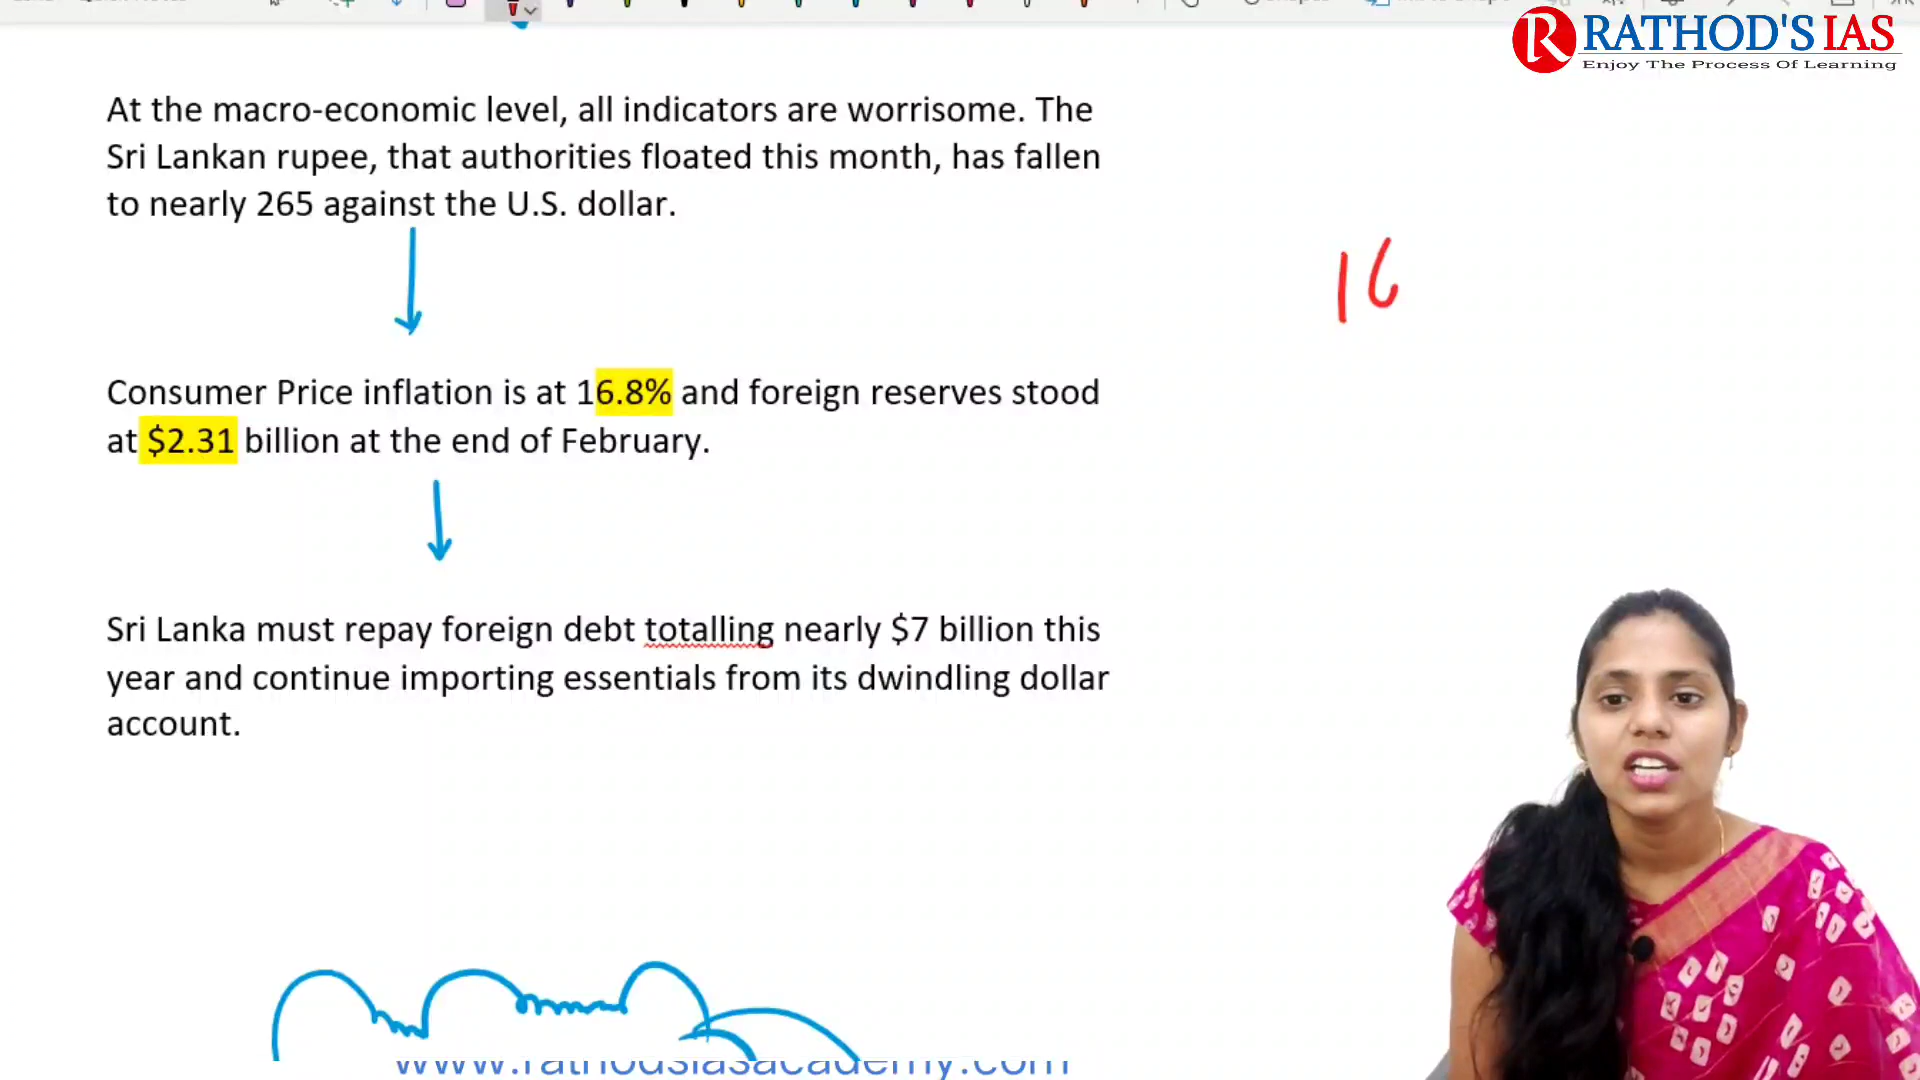 RATHOD'S IAS
Enjoy The Process Of Learning
At the macro-economic level, all indicators are worrisome. The
Sri Lankan rupee, that authorities floated this month, has fallen
to nearly 265 against the U.S. dollar.
16
Consumer Price inflation is at 16.8% and foreign reserves stood
at $2.31 billion at the end of February.
Sri Lanka must repay foreign debt totalling nearly $7 billion this
year and continue importing essentials from its dwindling dollar
account.
www.rathodsiasacademy.com